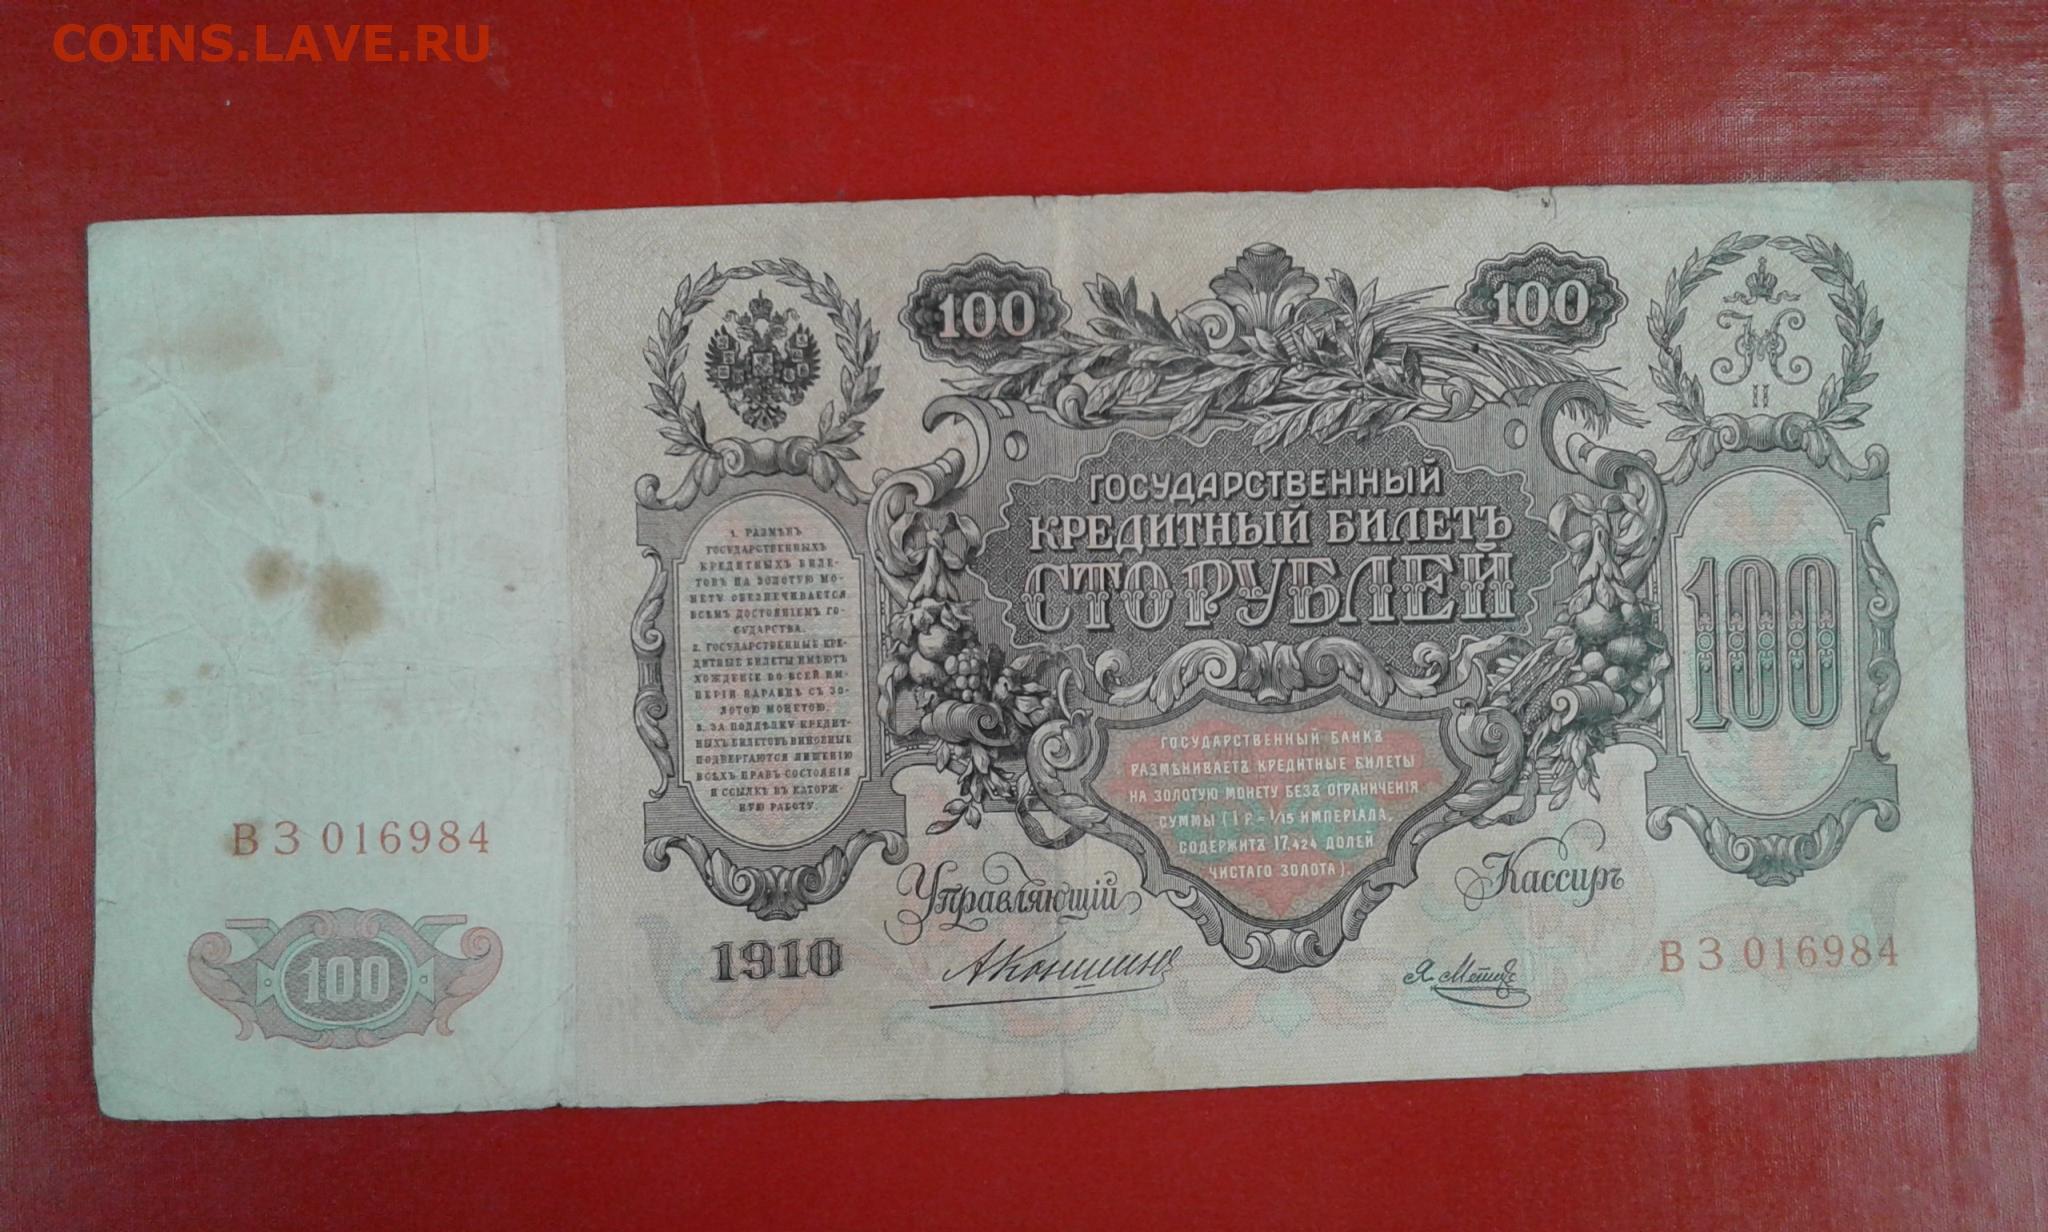 COINS.LAVE.RU
100
100
II
ГОСУДАРСТВЕННЫЙ
КРЕДИТНЫЙ БИЛЕТЪ
СТО РУБЛЕЙ
1. РАЗМѢНЪ
ГОСУДАРСТВЕННЫХЪ
КРЕДИТНЫХЪ БИЛЕ-
ТОВЪ НА ЗОЛОТУЮ МО-
НЕТУ ОБЕЗПЕЧИВАЕТСЯ
ВСѢМЪ ДОСТОЯНІЕМЪ ГО-
СУДАРСТВА.
2. ГОСУДАРСТВЕННЫЕ КРЕ-
ДИТНЫЕ БИЛЕТЫ ИМѢЮТЪ
ХОЖДЕНІЕ ВО ВСЕЙ ИМ-
ПЕРІИ НАРАВНѢ СЪ ЗО-
ЛОТОЮ МОНЕТОЮ.
3. ЗА ПОДДѢЛКУ КРЕДИТ-
НЫХЪ БИЛЕТОВЪ ВИНОВНЫЕ
ПОДВЕРГАЮТСЯ ЛИШЕНІЮ
ВСѢХЪ ПРАВЪ СОСТОЯНІЯ
И ССЫЛКѢ ВЪ КАТОРЖ-
НУЮ РАБОТУ.
100
ГОСУДАРСТВЕННЫЙ БАНКЪ
РАЗМѢНИВАЕТЪ КРЕДИТНЫЕ БИЛЕТЫ
НА ЗОЛОТУЮ МОНЕТУ БЕЗЪ ОГРАНИЧЕНІЯ
СУММЫ (1 Р.= 1/15 ИМПЕРІАЛА,
СОДЕРЖИТЪ 17,424 ДОЛЕЙ
ЧИСТАГО ЗОЛОТА).
ВЗ 016984
Управляющій
Кассиръ
100
1910
АКоншинъ
Я. Метцъ
ВЗ 016984